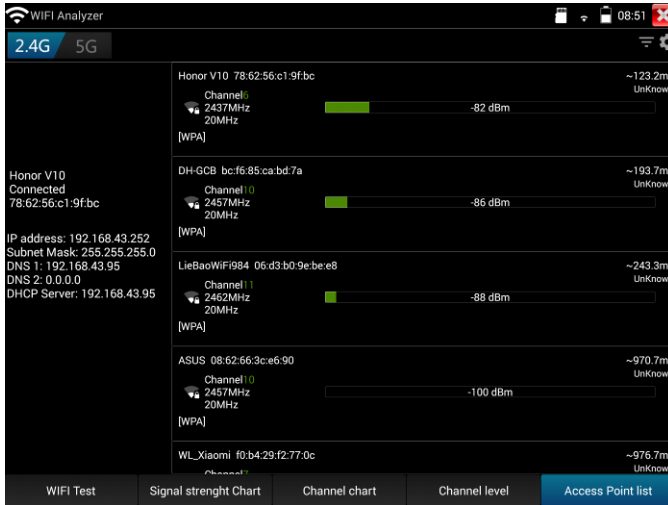 WIFI Analyzer
08:51
2.4G 5G
Honor V10
Connected
78:62:56:c1:9f:bc
IP address: 192.168.43.252
Subnet Mask: 255.255.255.0
DNS 1: 192.168.43.95
DNS 2: 0.0.0.0
DHCP Server: 192.168.43.95
Honor V10 78:62:56:c1:9f:bc ~123.2m
UnKnow
Channel6
2437MHz -82 dBm
20MHz
[WPA]
DH-GCB bc:f6:85:ca:bd:7a ~193.7m
UnKnow
Channel10
2457MHz -86 dBm
20MHz
[WPA]
LieBaoWiFi984 06:d3:b0:9e:be:e8 ~243.3m
UnKnow
Channel11
2462MHz -88 dBm
20MHz
[WPA]
ASUS 08:62:66:3c:e6:90 ~970.7m
UnKnow
Channel10
2457MHz -100 dBm
20MHz
[WPA]
WL_Xiaomi f0:b4:29:f2:77:0c ~976.7m
UnKnow
Channel7
WIFI Test Signal strenght Chart Channel chart Channel level Access Point list